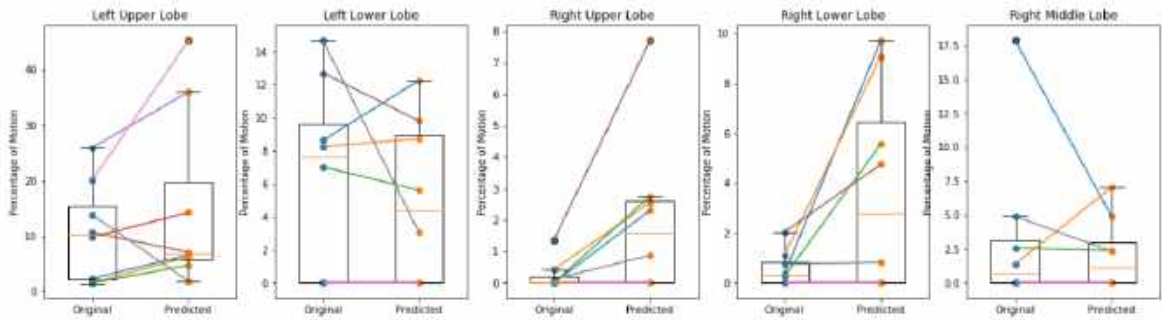 Left Upper Lobe
Percentage of Motion
40
30
20
10
0
Original Predicted
Left Lower Lobe
Percentage of Motion
14
12
10
8
6
4
2
0
Original Predicted
Right Upper Lobe
Percentage of Motion
8
7
6
5
4
3
2
1
0
Original Predicted
Right Lower Lobe
Percentage of Motion
10
8
6
4
2
0
Original Predicted
Right Middle Lobe
Percentage of Motion
17.5
15.0
12.5
10.0
7.5
5.0
2.5
0.0
Original Predicted